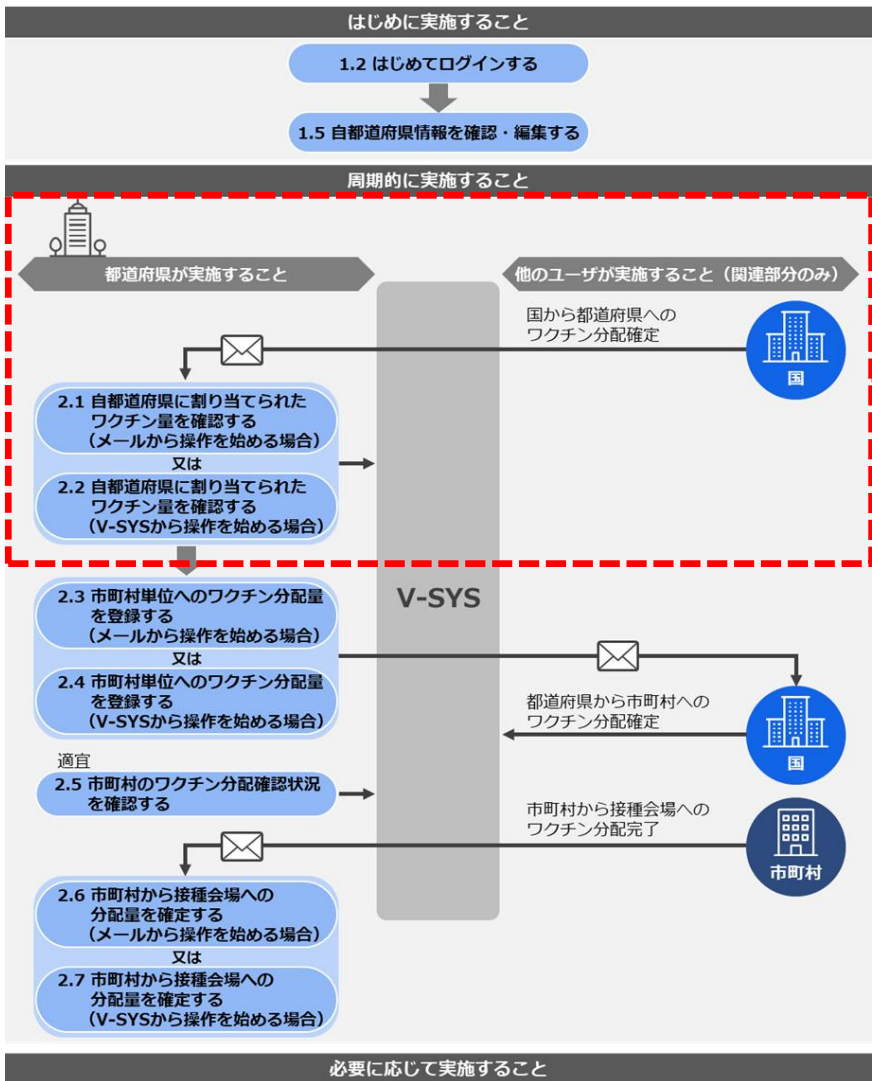 はじめに実施すること
1.2 はじめてログインする
1.5 自都道府県情報を確認・編集する
周期的に実施すること
都道府県が実施すること
他のユーザが実施すること（関連部分のみ）
国から都道府県への
ワクチン分配確定
国
2.1 自都道府県に割り当てられた
ワクチン量を確認する
（メールから操作を始める場合）
又は
2.2 自都道府県に割り当てられた
ワクチン量を確認する
（V-SYSから操作を始める場合）
V-SYS
2.3 市町村単位へのワクチン分配量
を登録する
（メールから操作を始める場合）
又は
2.4 市町村単位へのワクチン分配量
を登録する
（V-SYSから操作を始める場合）
都道府県から市町村への
ワクチン分配確定
国
適宜
2.5 市町村のワクチン分配確認状況
を確認する
市町村から接種会場への
ワクチン分配完了
市町村
2.6 市町村から接種会場への
分配量を確定する
（メールから操作を始める場合）
又は
2.7 市町村から接種会場への
分配量を確定する
（V-SYSから操作を始める場合）
必要に応じて実施すること